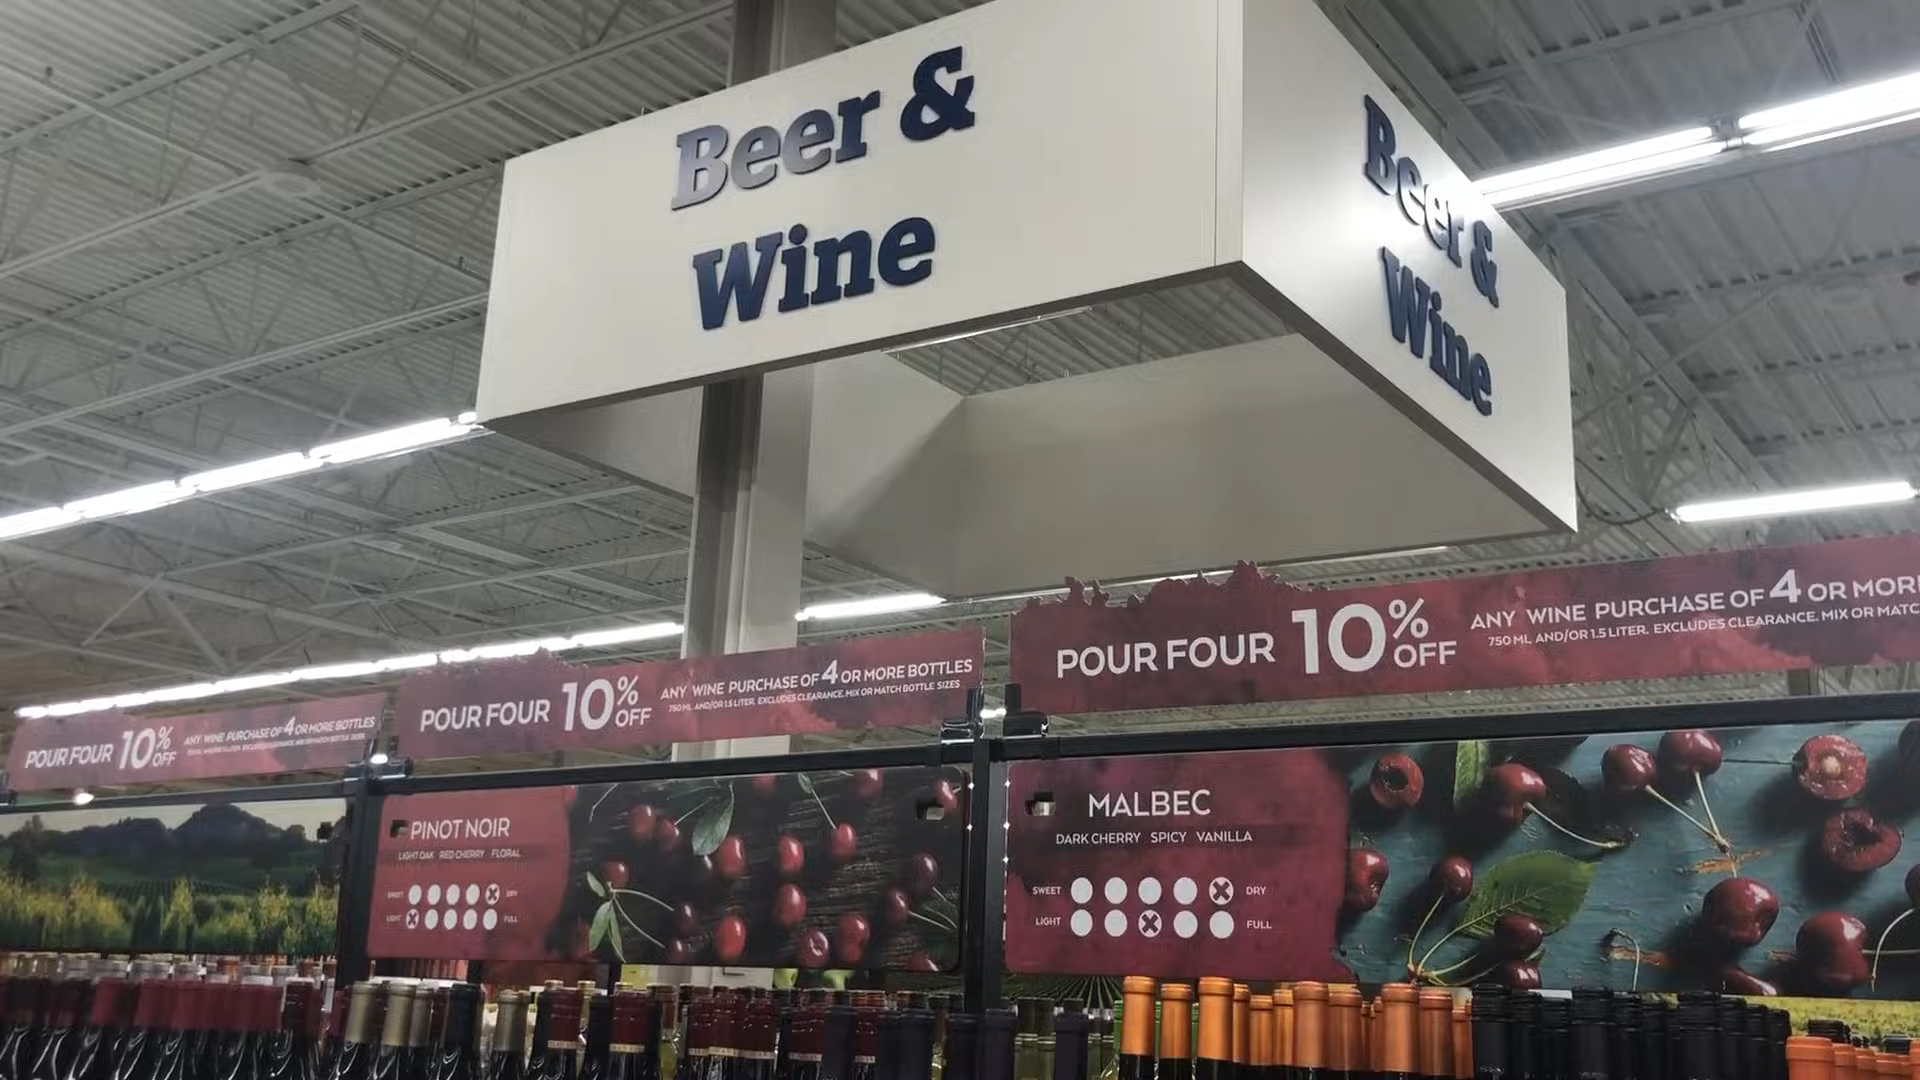 Beer &
Wine
Beer &
Wine
POUR FOUR 10% OFF
ANY WINE PURCHASE OF 4 OR MORE BOTTLES
POUR FOUR 10% OFF
ANY WINE PURCHASE OF 4 OR MORE BOTTLES
750 ML AND/OR 1.5 LITER. EXCLUDES CLEARANCE. MIX OR MATCH BOTTLE SIZES
POUR FOUR 10% OFF
ANY WINE PURCHASE OF 4 OR MORE
750 ML AND/OR 1.5 LITER. EXCLUDES CLEARANCE. MIX OR MATC
PINOT NOIR
LIGHT OAK RED CHERRY FLORAL
SWEET DRY
LIGHT FULL
MALBEC
DARK CHERRY SPICY VANILLA
SWEET DRY
LIGHT FULL